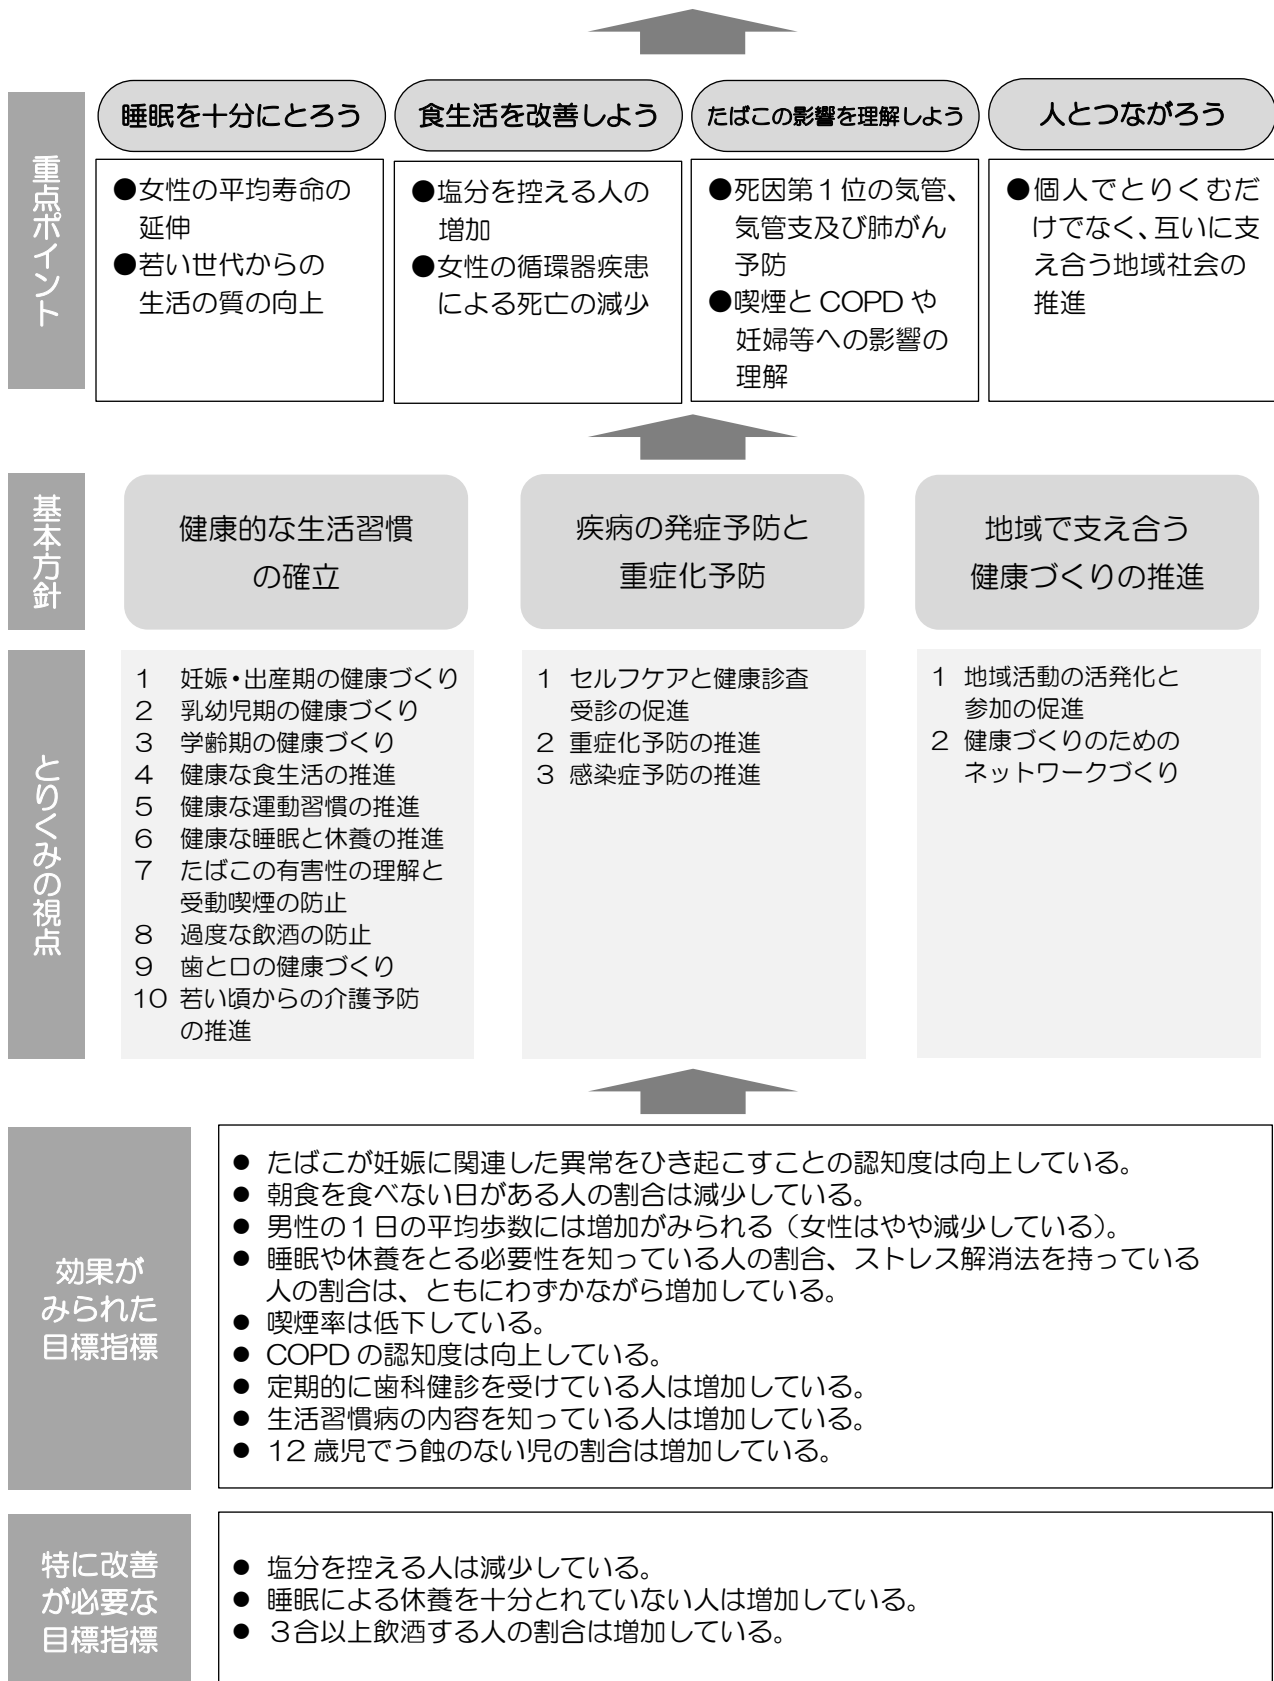 重点ポイント
睡眠を十分にとろう
●女性の平均寿命の
延伸
●若い世代からの
生活の質の向上
食生活を改善しよう
●塩分を控える人の
増加
●女性の循環器疾患
による死亡の減少
たばこの影響を理解しよう
●死因第１位の気管、
気管支及び肺がん
予防
●喫煙と COPD や
妊婦等への影響の
理解
人とつながろう
●個人でとりくむだ
けでなく、互いに支
え合う地域社会の
推進
基本方針
健康的な生活習慣
の確立
疾病の発症予防と
重症化予防
地域で支え合う
健康づくりの推進
とりくみの視点
1 妊娠・出産期の健康づくり
2 乳幼児期の健康づくり
3 学齢期の健康づくり
4 健康な食生活の推進
5 健康な運動習慣の推進
6 健康な睡眠と休養の推進
7 たばこの有害性の理解と
受動喫煙の防止
8 過度な飲酒の防止
9 歯と口の健康づくり
10 若い頃からの介護予防
の推進
1 セルフケアと健康診査
受診の促進
2 重症化予防の推進
3 感染症予防の推進
1 地域活動の活発化と
参加の促進
2 健康づくりのための
ネットワークづくり
効果が
みられた
目標指標
● たばこが妊娠に関連した異常をひき起こすことの認知度は向上している。
● 朝食を食べない日がある人の割合は減少している。
● 男性の１日の平均歩数には増加がみられる（女性はやや減少している）。
● 睡眠や休養をとる必要性を知っている人の割合、ストレス解消法を持っている
人の割合は、ともにわずかながら増加している。
● 喫煙率は低下している。
● COPD の認知度は向上している。
● 定期的に歯科健診を受けている人は増加している。
● 生活習慣病の内容を知っている人は増加している。
● 12 歳児でう蝕のない児の割合は増加している。
特に改善
が必要な
目標指標
● 塩分を控える人は減少している。
● 睡眠による休養を十分とれていない人は増加している。
● ３合以上飲酒する人の割合は増加している。